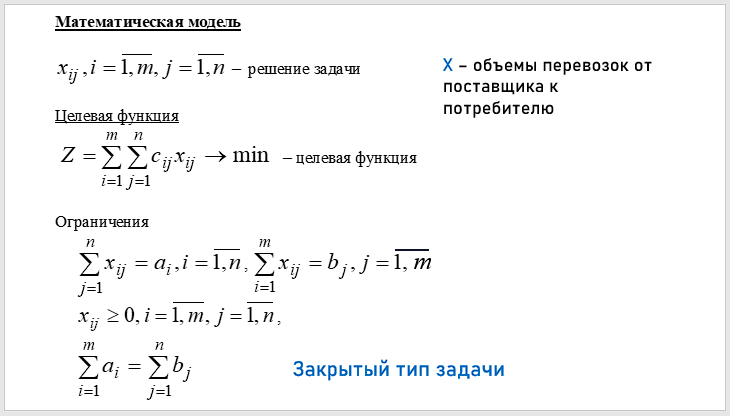 Математическая модель
x_{ij}, i = \overline{1,m}, j = \overline{1,n} – решение задачи
X – объемы перевозок от
поставщика к
потребителю
Целевая функция
Z = \sum_{i=1}^{m} \sum_{j=1}^{n} c_{ij} x_{ij} → min – целевая функция
Ограничения
\sum_{j=1}^{n} x_{ij} = a_i, i = \overline{1,n}, \sum_{i=1}^{m} x_{ij} = b_j, j = \overline{1,m}
x_{ij} ≥ 0, i = \overline{1,m}, j = \overline{1,n},
\sum_{i=1}^{m} a_i = \sum_{j=1}^{n} b_j
Закрытый тип задачи